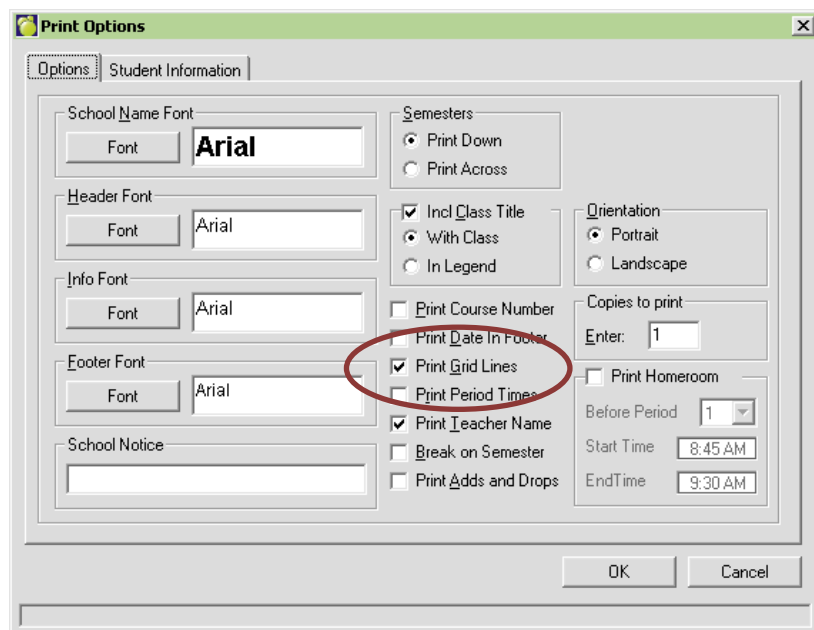 Print Options
Options Student Information
School Name Font
Font Arial
Header Font
Font Arial
Info Font
Font Arial
Footer Font
Font Arial
School Notice
Semesters
Print Down
Print Across
Incl Class Title
With Class
In Legend
Print Course Number
Print Date In Footer
Print Grid Lines
Print Period Times
Print Teacher Name
Break on Semester
Print Adds and Drops
Orientation
Portrait
Landscape
Copies to print
Enter: 1
Print Homeroom
Before Period 1
Start Time 8:45 AM
EndTime 9:30 AM
OK Cancel